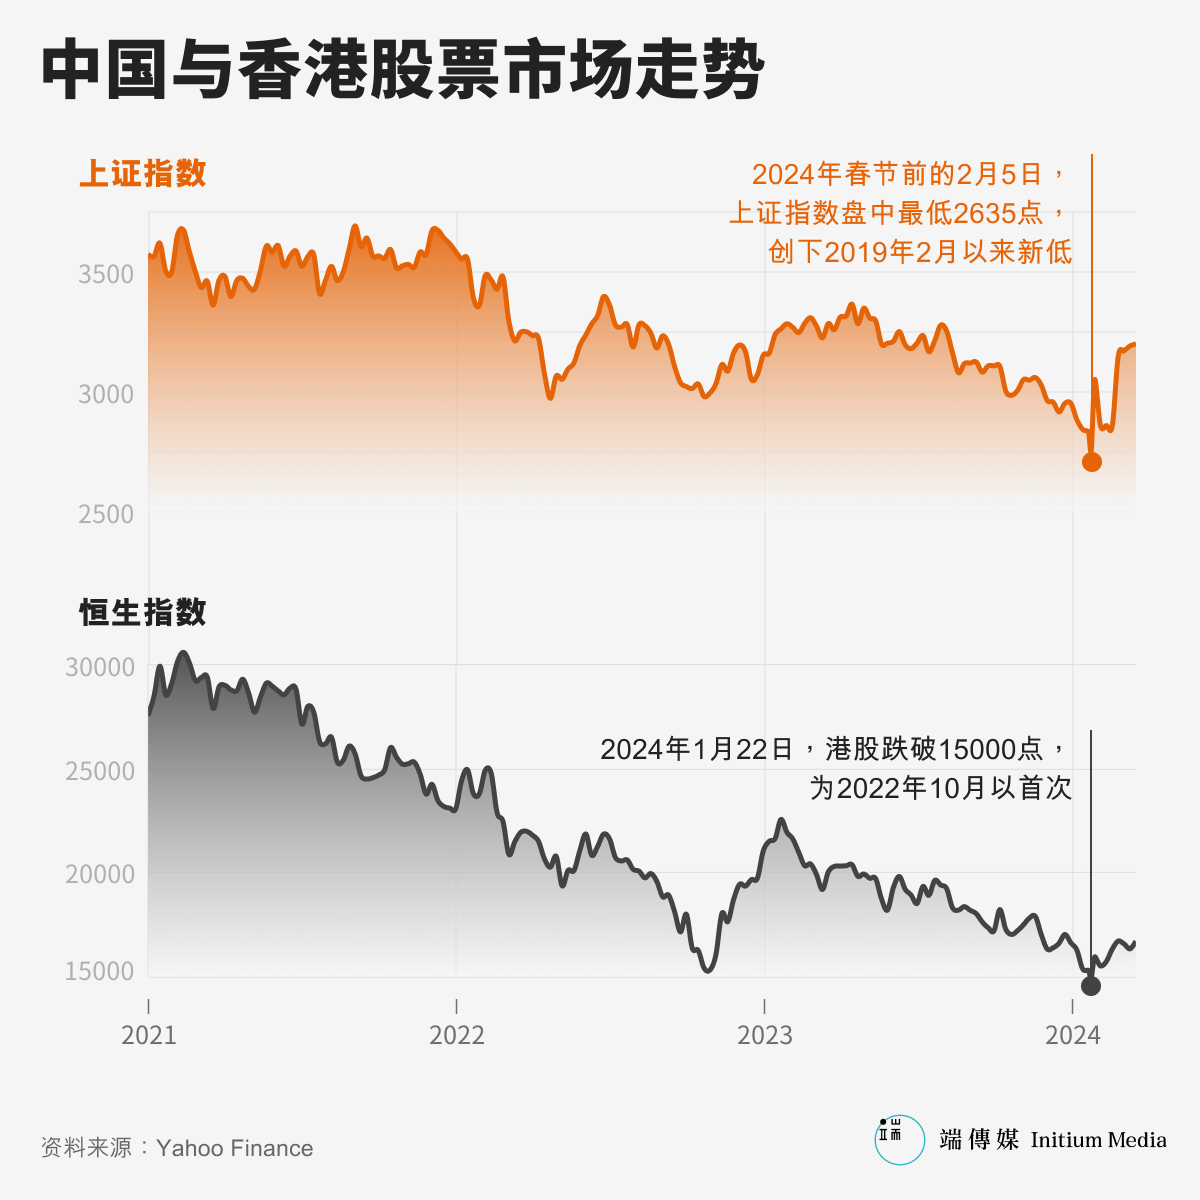 中国与香港股票市场走势
上证指数
2024年春节前的2月5日，
上证指数盘中最低2635点，
创下2019年2月以来新低
3500
3000
2500
恒生指数
30000
25000
20000
15000
2024年1月22日，港股跌破15000点，
为2022年10月以首次
2021
2022
2023
2024
资料来源：Yahoo Finance
端傳媒 Initium Media